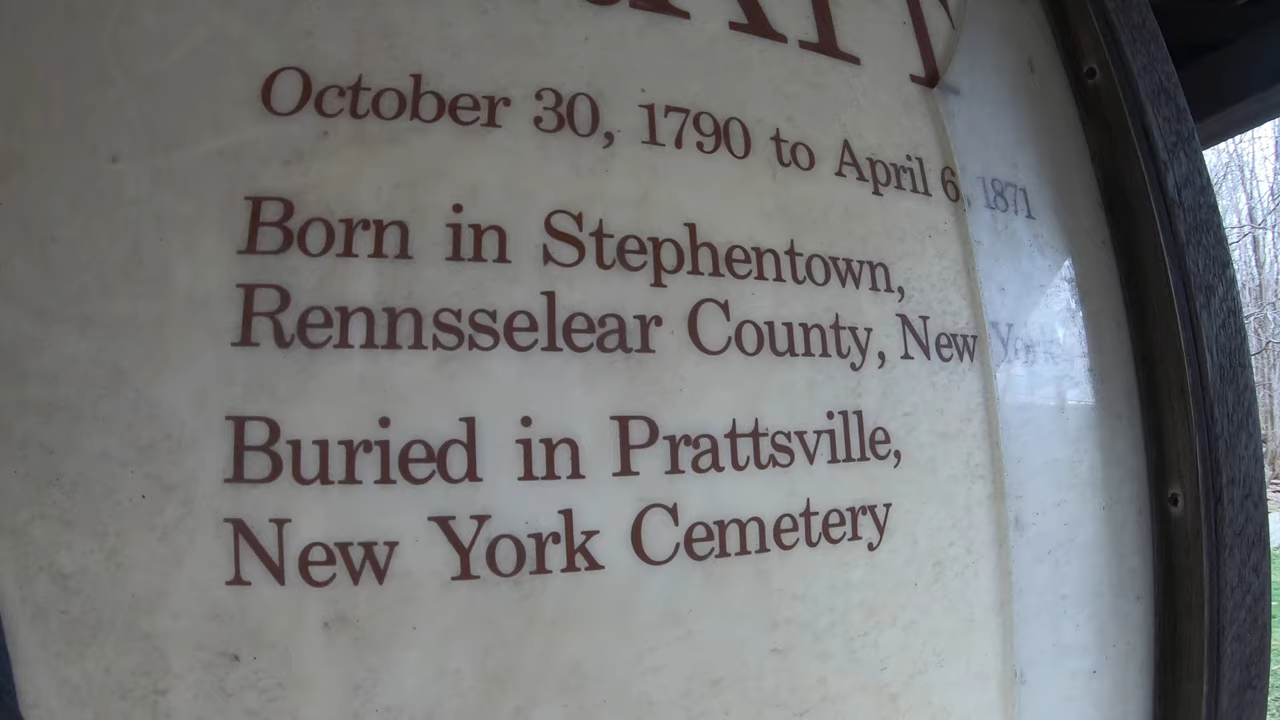 October 30, 1790 to April 6, 1871
Born in Stephentown,
Rennsselear County, New York
Buried in Prattsville,
New York Cemetery